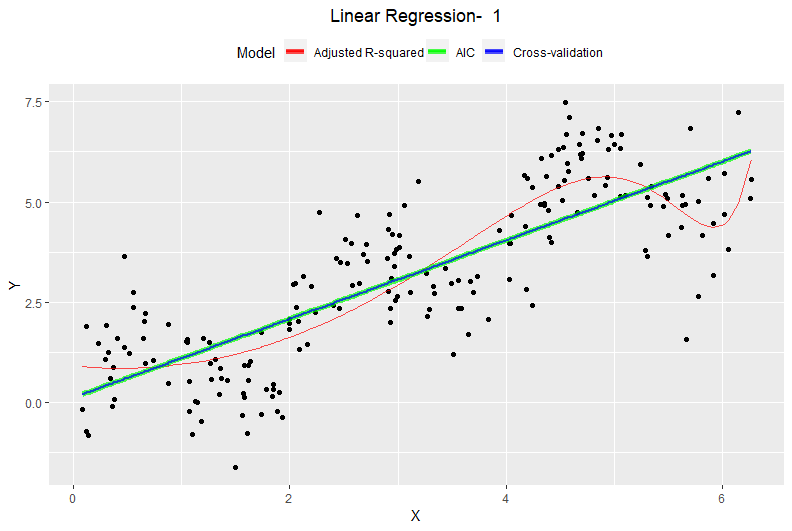 Linear Regression-  1
Model Adjusted R-squared AIC Cross-validation
7.5
5.0
2.5
0.0
Y
0 2 4 6
X